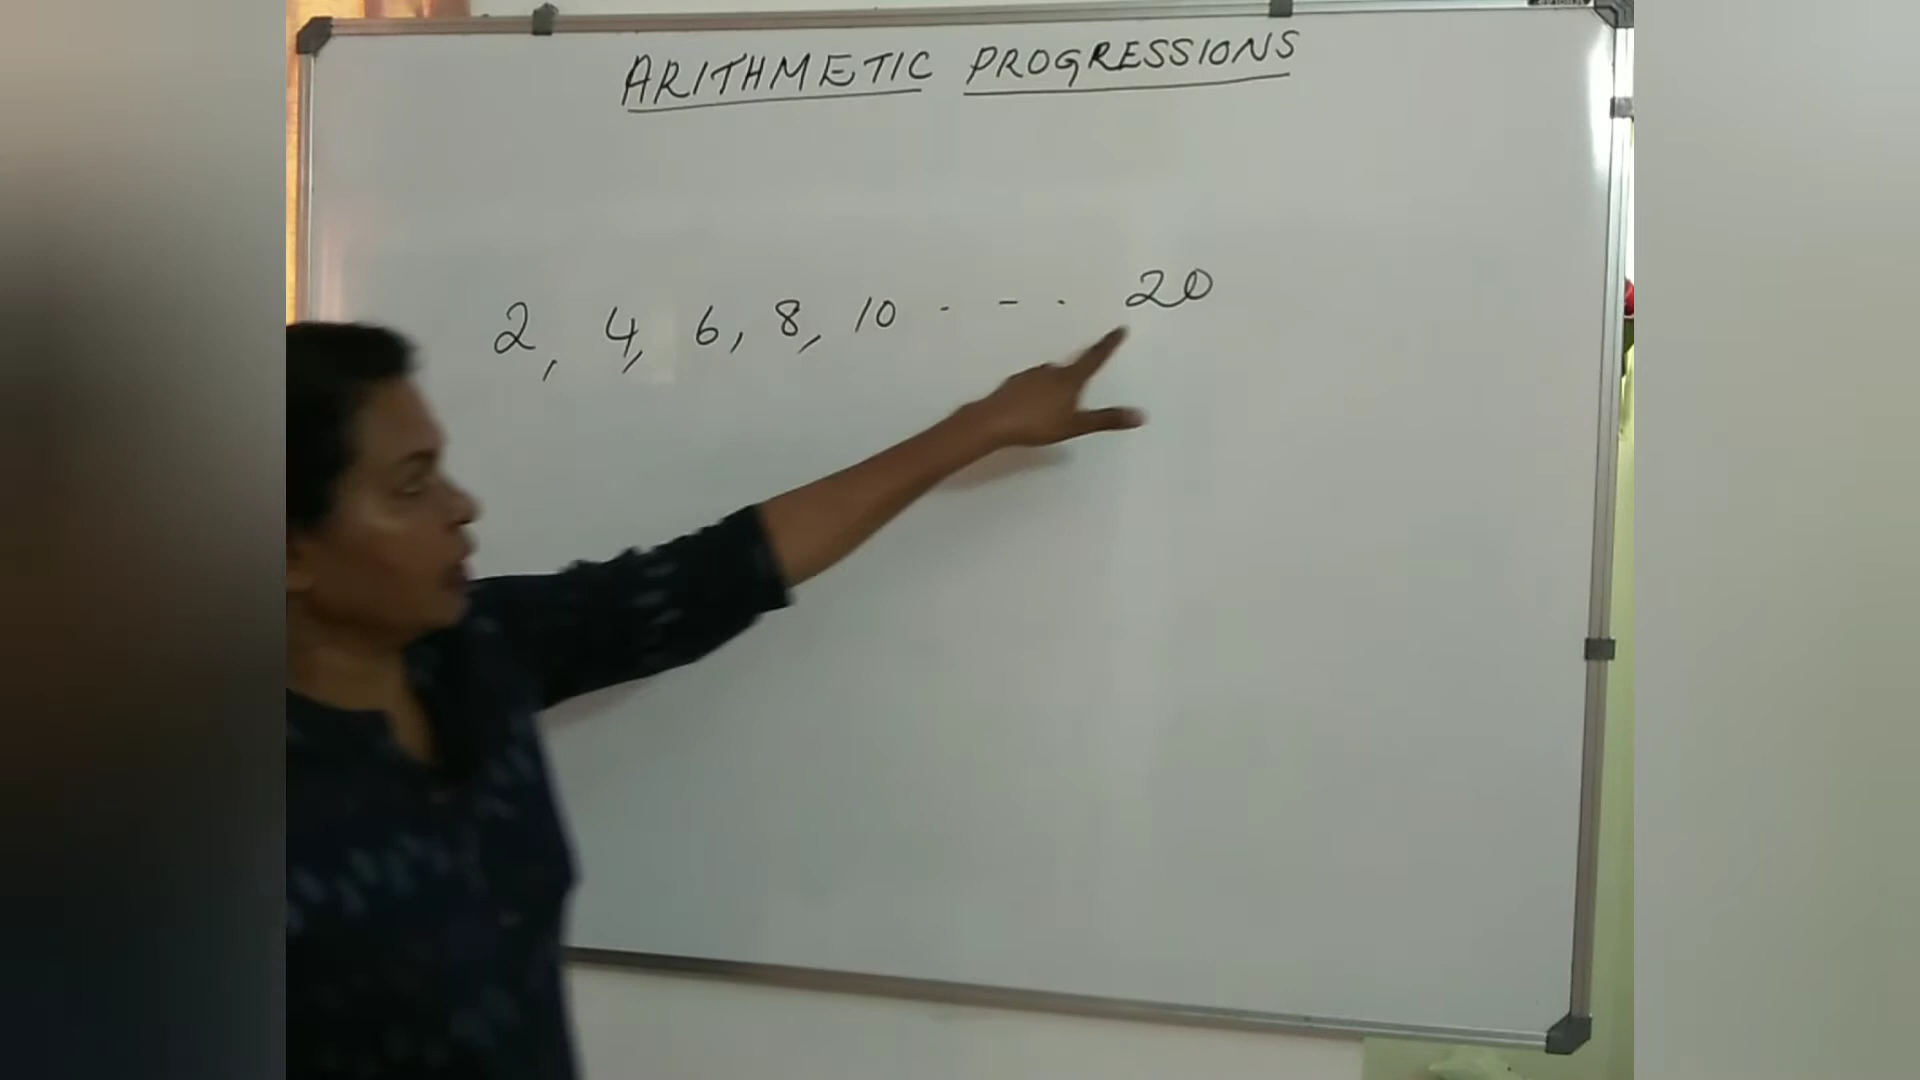 ARITHMETIC PROGRESSIONS
2, 4, 6, 8, 10 . - . 20